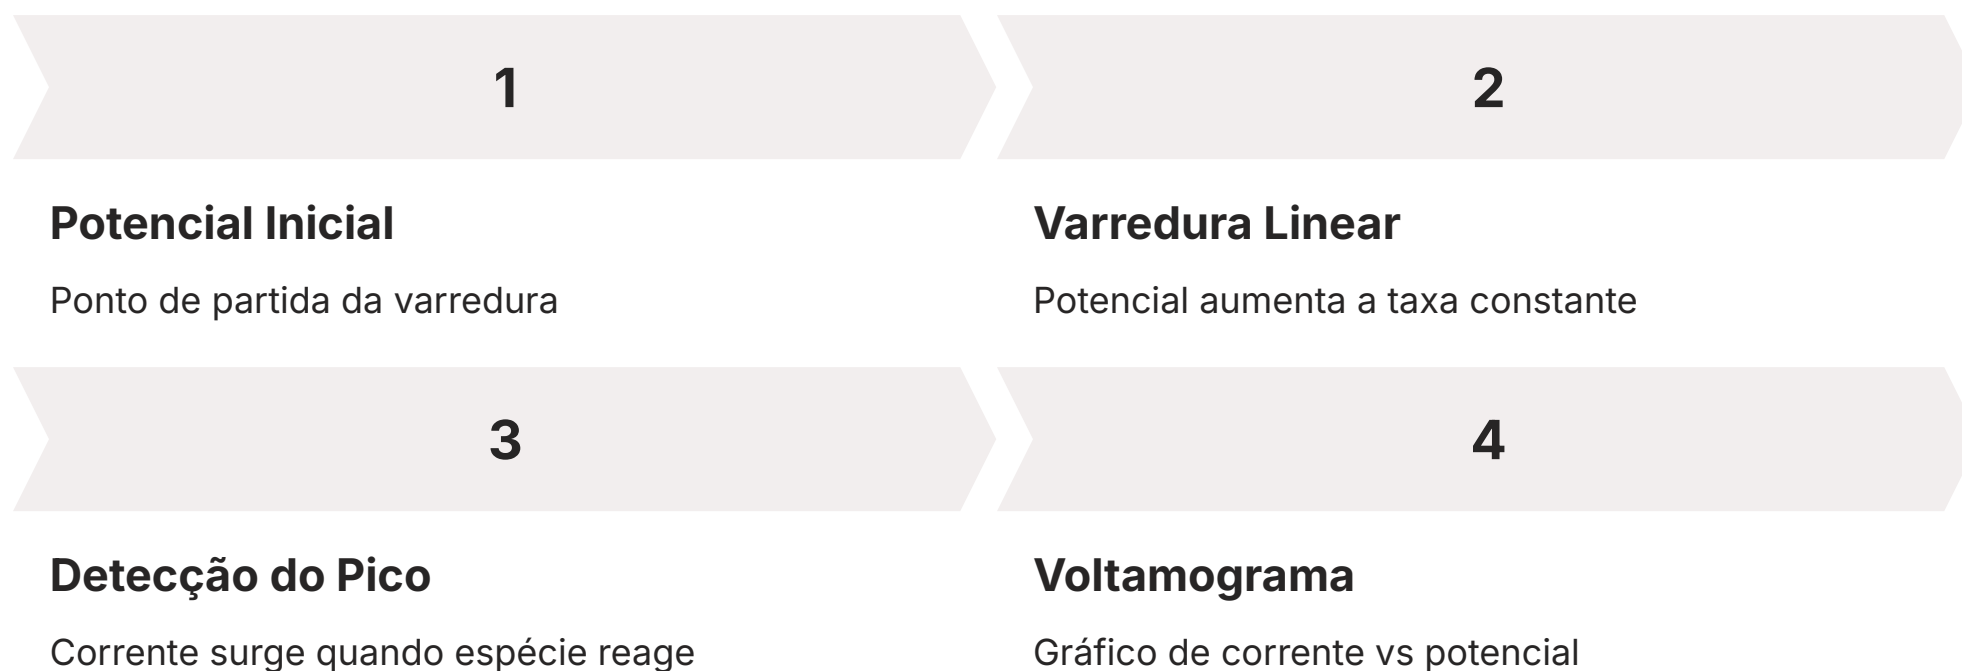 1
Potencial Inicial
Ponto de partida da varredura
2
Varredura Linear
Potencial aumenta a taxa constante
3
Detecção do Pico
Corrente surge quando espécie reage
4
Voltamograma
Gráfico de corrente vs potencial